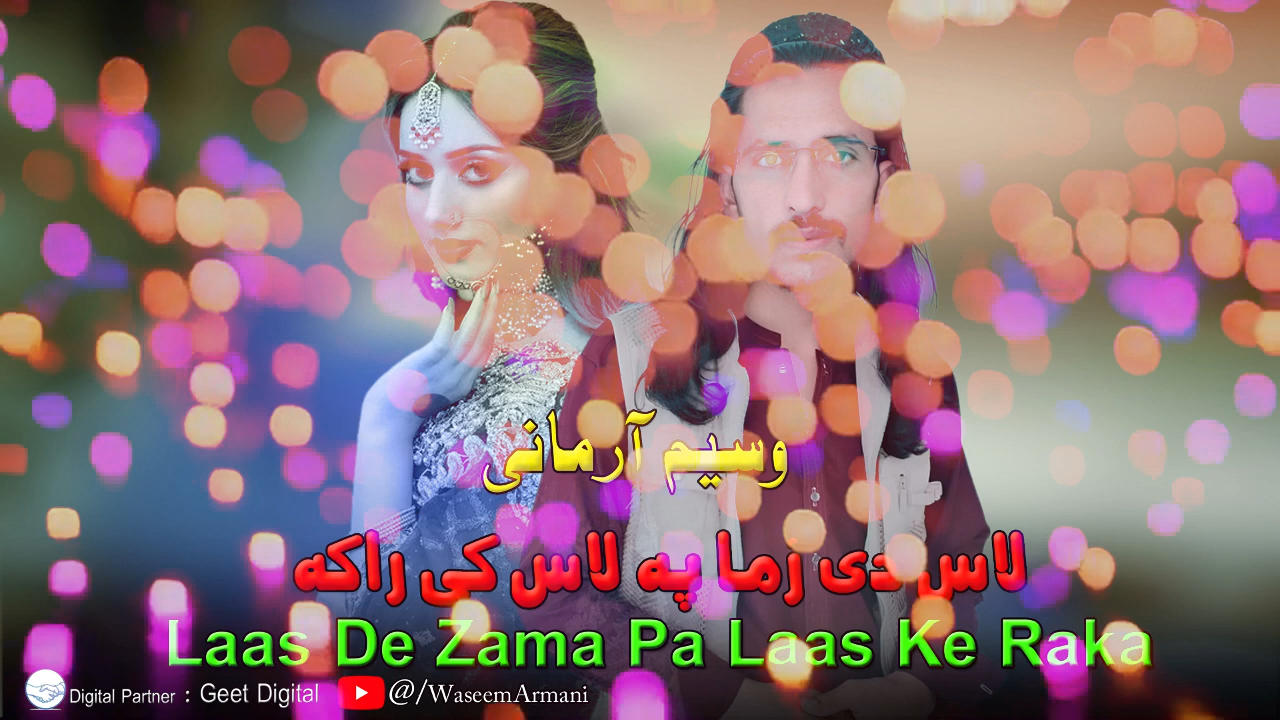 وسیم آرمانی
لاس دی زما په لاس کی راکه
Laas De Zama Pa Laas Ke Raka
Digital Partner : Geet Digital @/WaseemArmani